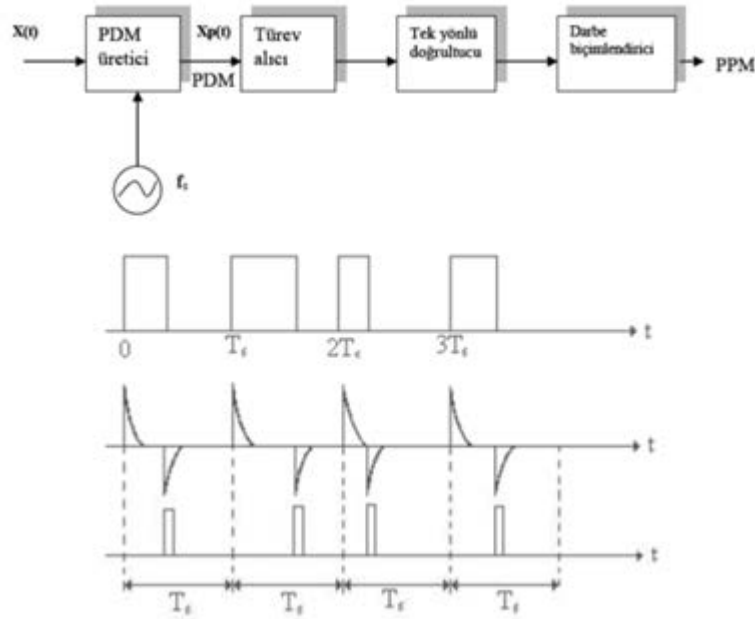 X(t)
PDM
üretici
Xp(t)
PDM
Türev
alıcı
Tek yönlü
doğrultucu
Darbe
biçimlendirici
PPM
fs
0 Ts 2Ts 3Ts t
t
t
Ts Ts Ts Ts